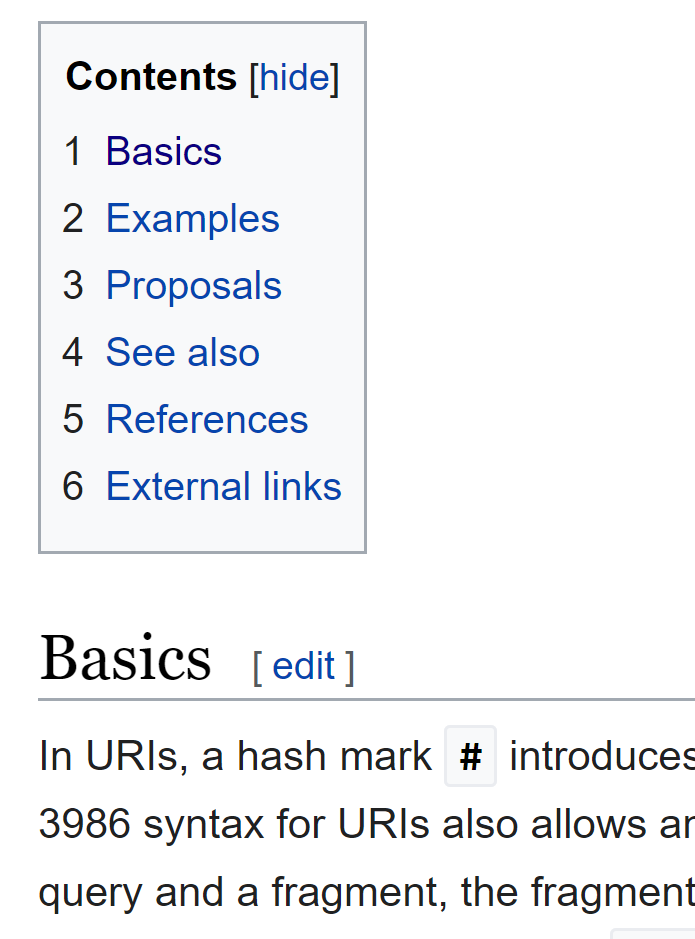 Contents [hide]
1 Basics
2 Examples
3 Proposals
4 See also
5 References
6 External links
Basics [ edit ]
In URIs, a hash mark # introduces
3986 syntax for URIs also allows an
query and a fragment, the fragment